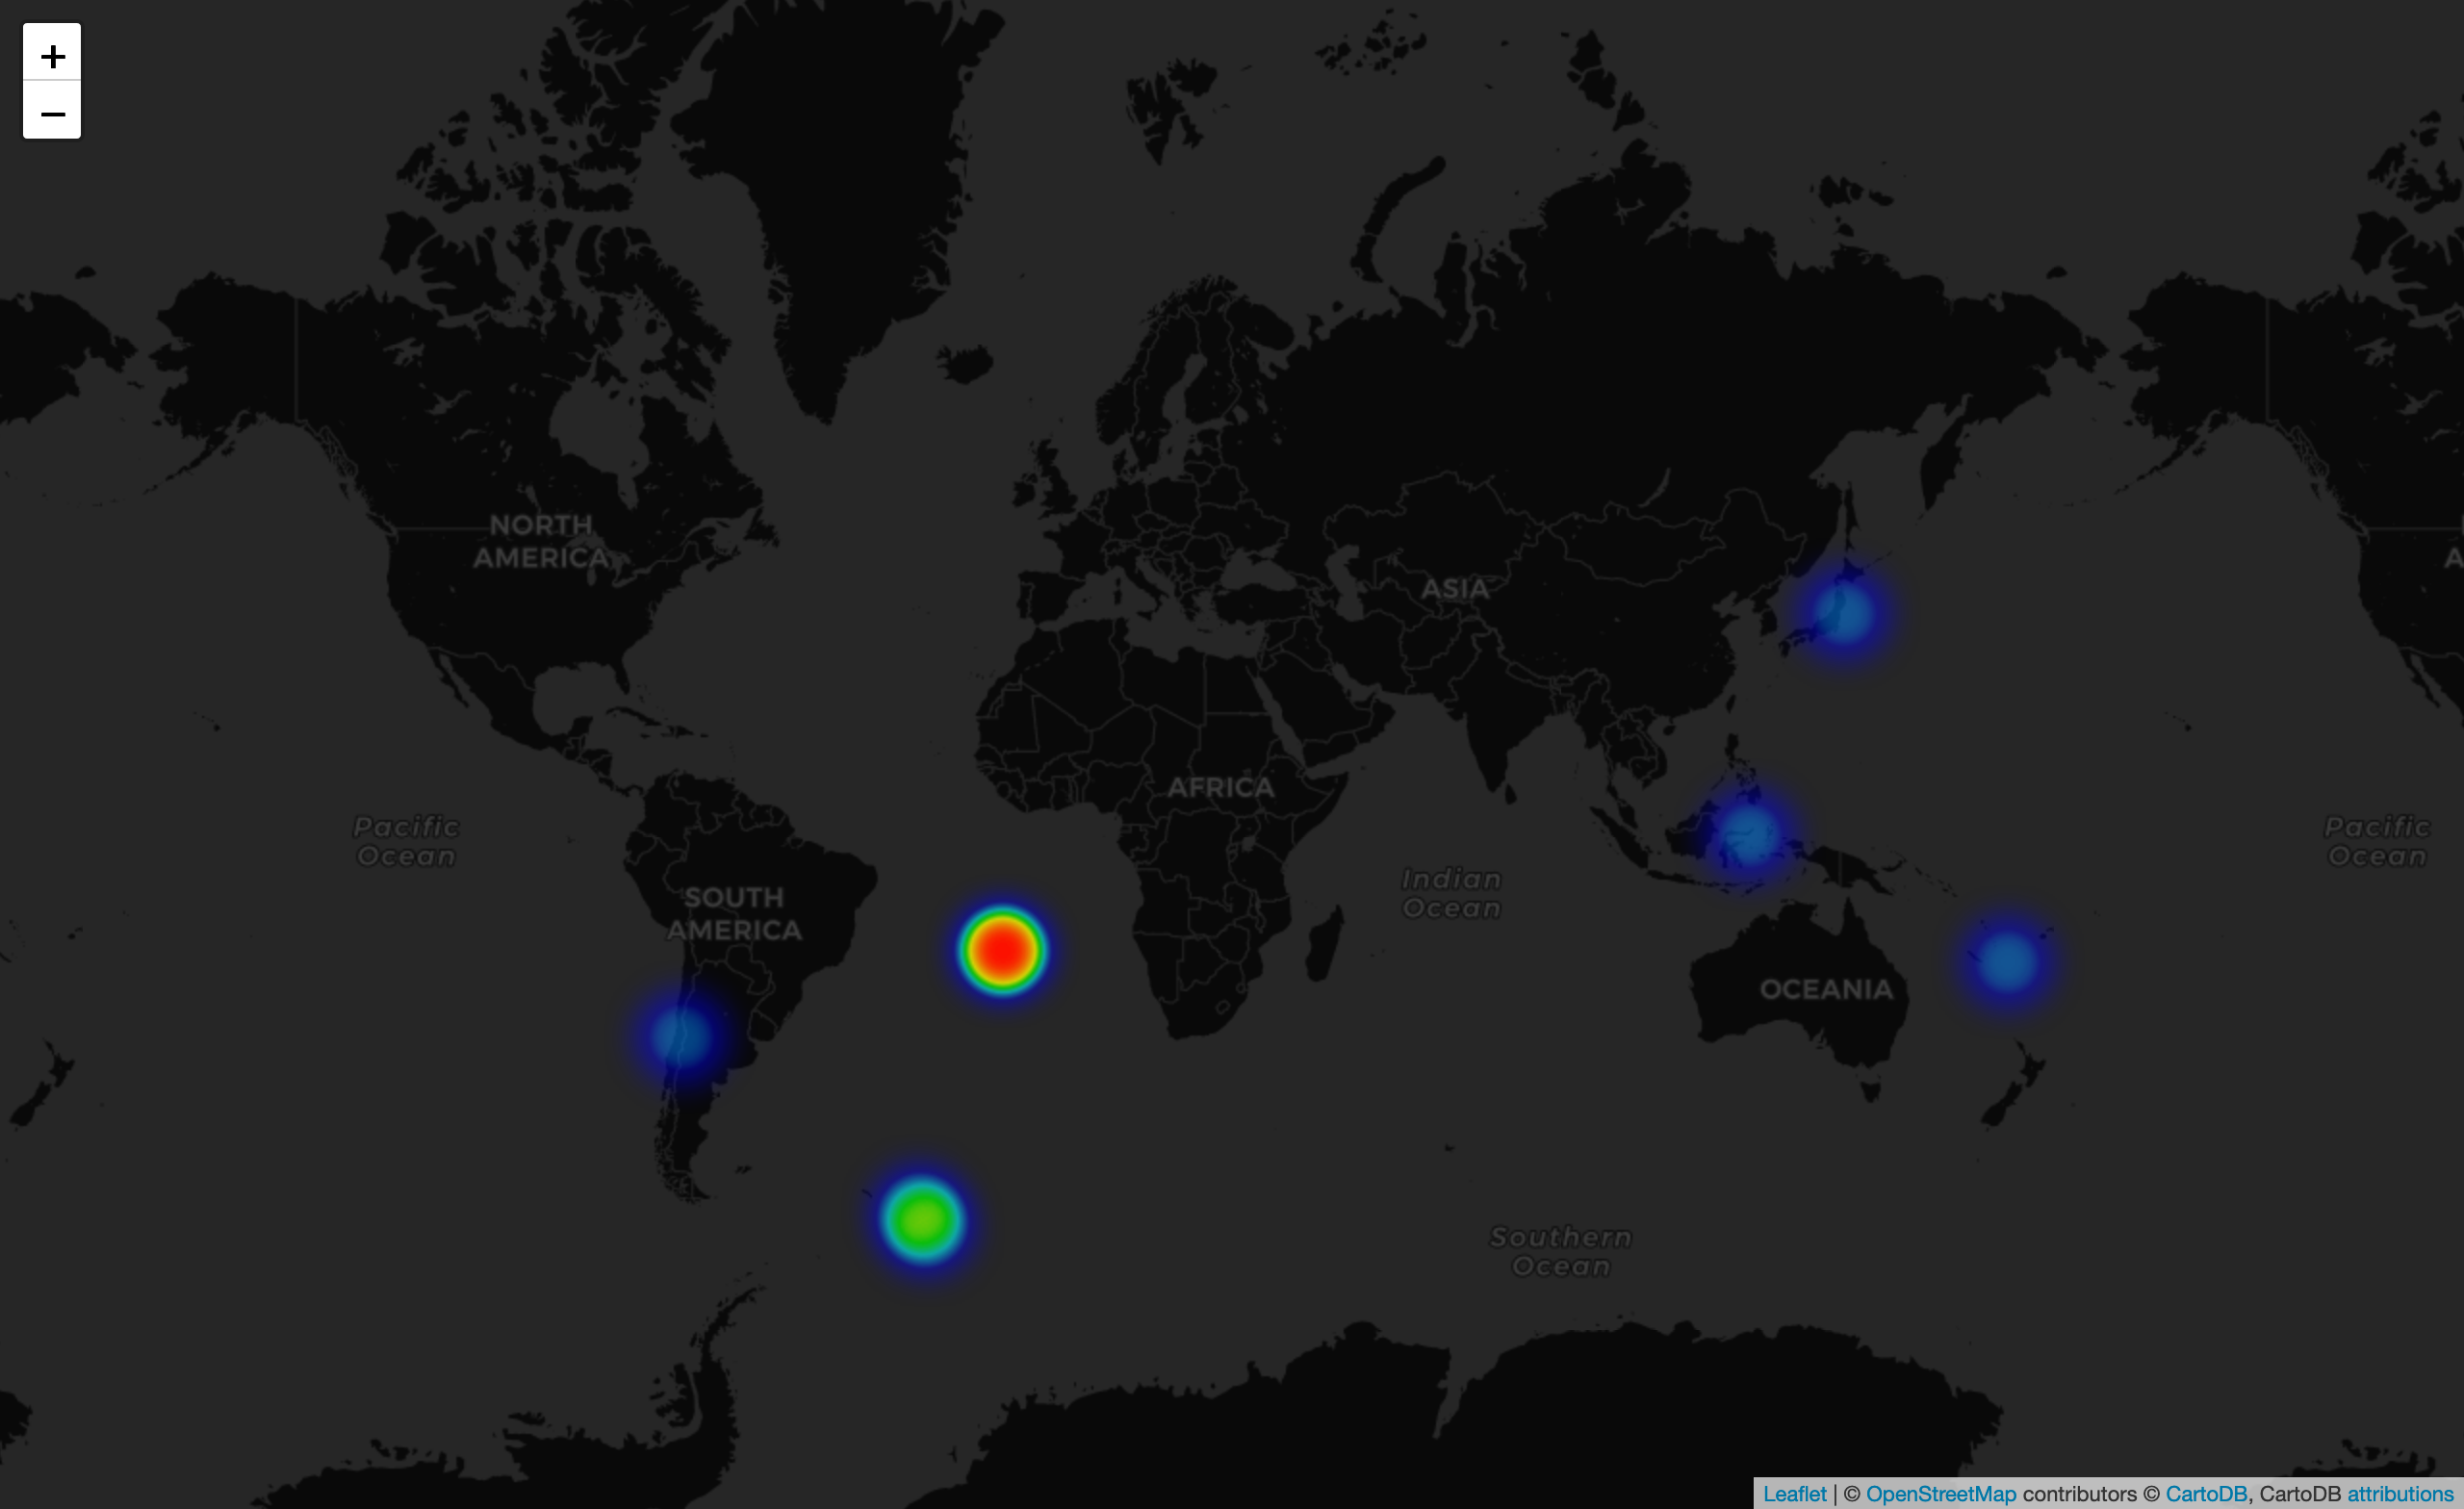 +
−
NORTH
AMERICA
ASIA
AFRICA
Pacific
Ocean
Pacific
Ocean
Indian
Ocean
SOUTH
AMERICA
OCEANIA
Southern
Ocean
Leaflet | © OpenStreetMap contributors © CartoDB, CartoDB attributions